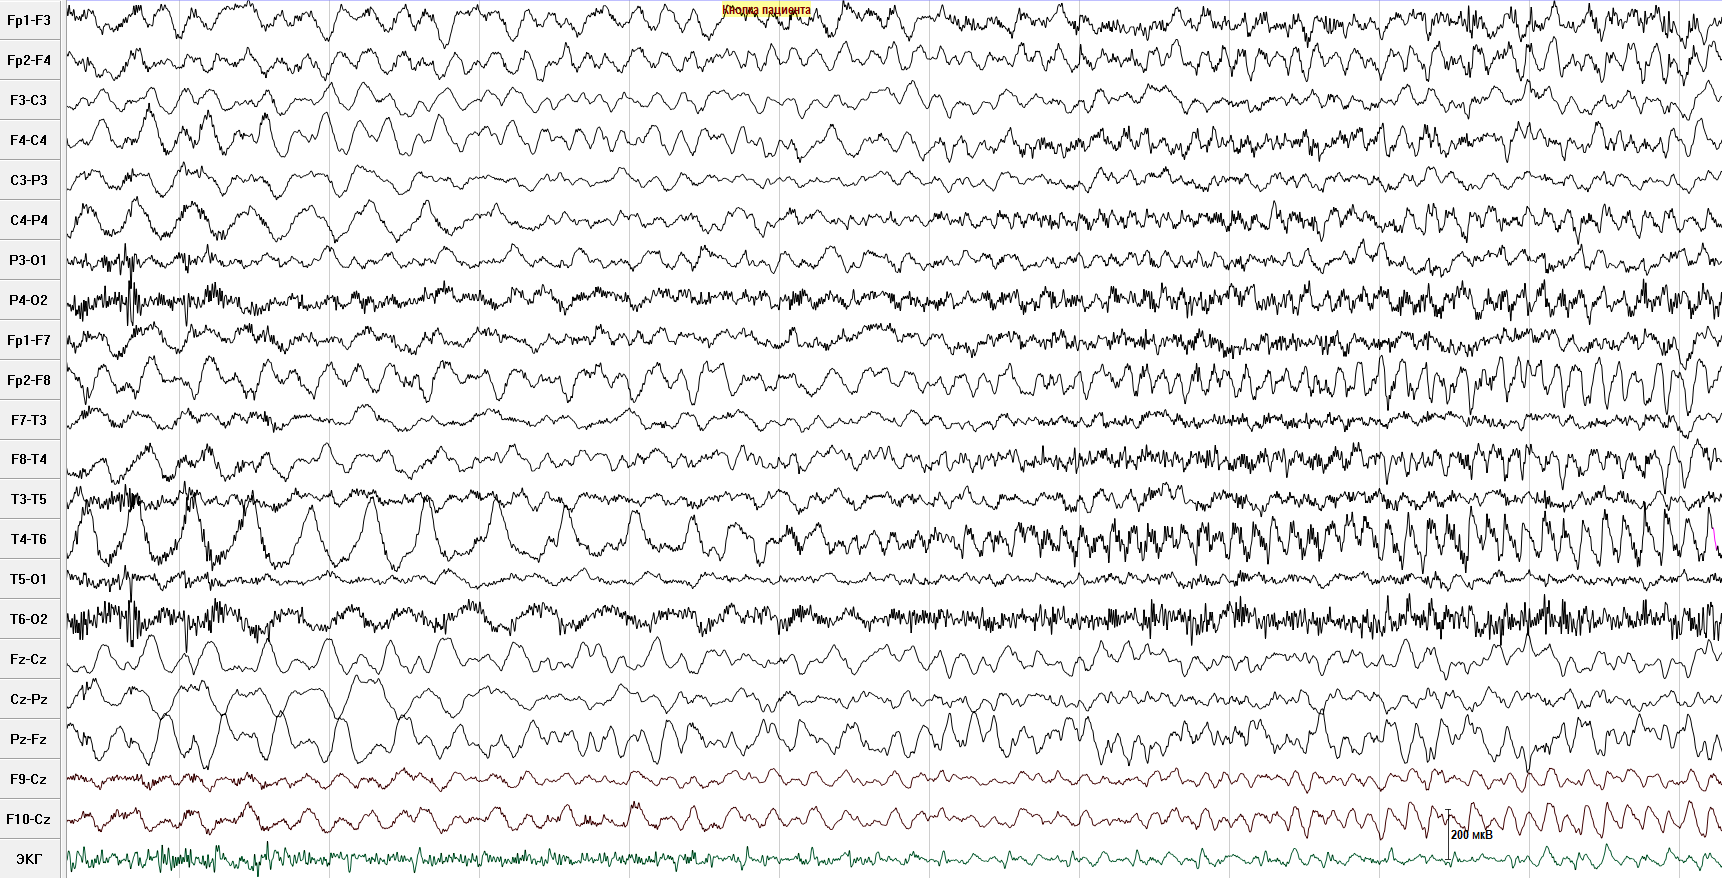 Кнопка пациента
Fp1-F3
Fp2-F4
F3-C3
F4-C4
C3-P3
C4-P4
P3-O1
P4-O2
Fp1-F7
Fp2-F8
F7-T3
F8-T4
T3-T5
T4-T6
T5-O1
T6-O2
Fz-Cz
Cz-Pz
Pz-Fz
F9-Cz
F10-Cz
200 мкВ
ЭКГ